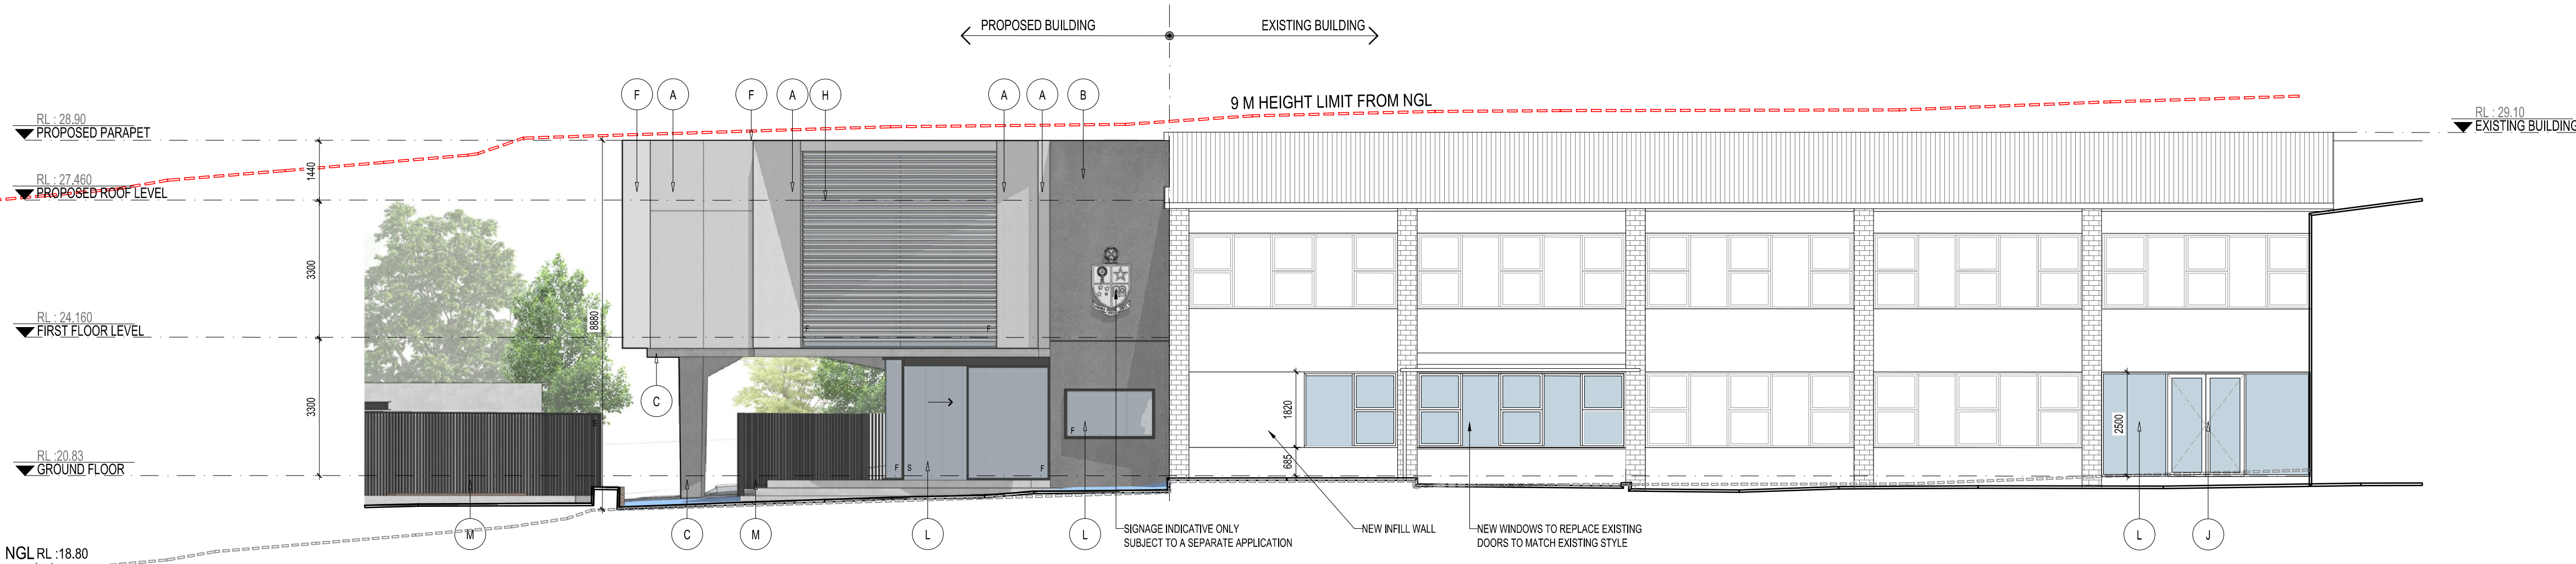 PROPOSED BUILDING
EXISTING BUILDING
9 M HEIGHT LIMIT FROM NGL
F
A
F
A
H
A
A
B
RL : 28.90
PROPOSED PARAPET
RL : 29.10
EXISTING BUILDING
1440
RL : 27.460
PROPOSED ROOF LEVEL
3300
RL : 24.160
FIRST FLOOR LEVEL
8880
F
F
3300
C
1820
2500
S
F
685
RL :20.83
GROUND FLOOR
F
S
F
M
C
M
L
L
L
J
SIGNAGE INDICATIVE ONLY
SUBJECT TO A SEPARATE APPLICATION
NEW INFILL WALL
NEW WINDOWS TO REPLACE EXISTING
DOORS TO MATCH EXISTING STYLE
NGL RL :18.80